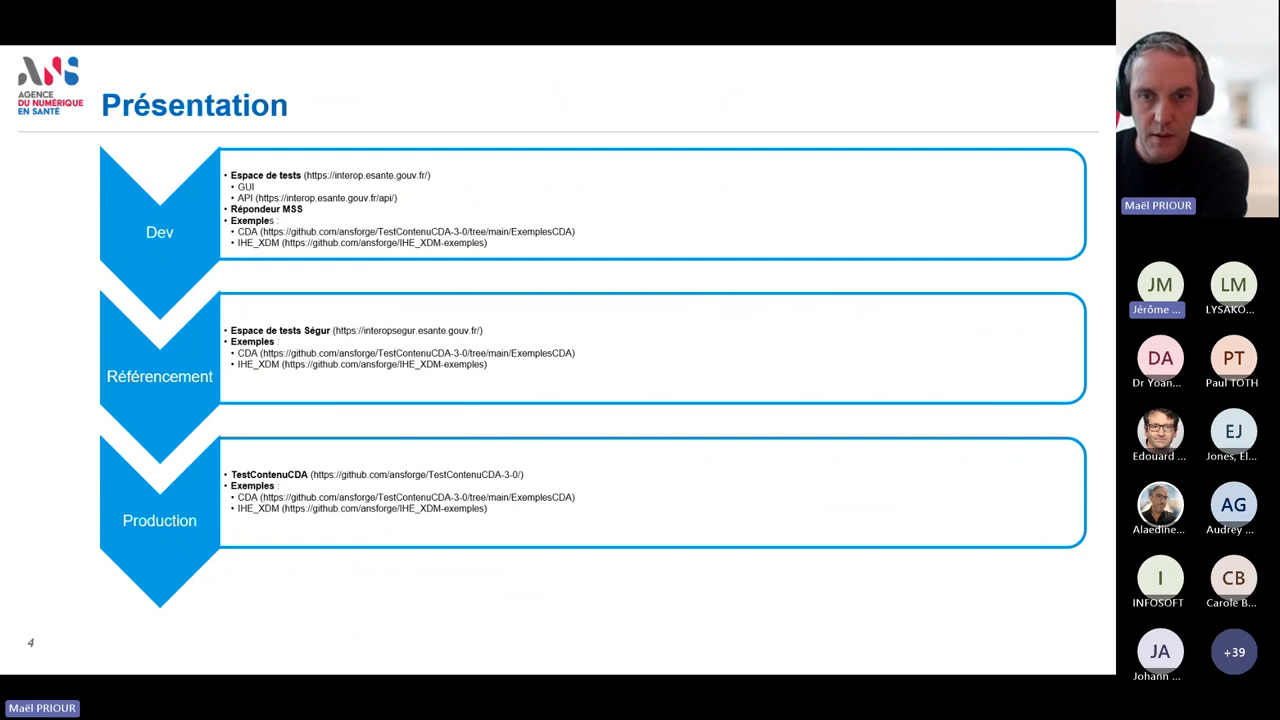 AGENCE
DU NUMÉRIQUE
EN SANTÉ
Présentation
Dev
• Espace de tests (https://interop.esante.gouv.fr/)
• GUI
• API (https://interop.esante.gouv.fr/api/)
• Répondeur MSS
• Exemples :
• CDA (https://github.com/ansforge/TestContenuCDA-3-0/tree/main/ExemplesCDA)
• IHE_XDM (https://github.com/ansforge/IHE_XDM-exemples)
Référencement
• Espace de tests Ségur (https://interopsegur.esante.gouv.fr/)
• Exemples :
• CDA (https://github.com/ansforge/TestContenuCDA-3-0/tree/main/ExemplesCDA)
• IHE_XDM (https://github.com/ansforge/IHE_XDM-exemples)
Production
• TestContenuCDA (https://github.com/ansforge/TestContenuCDA-3-0/)
• Exemples :
• CDA (https://github.com/ansforge/TestContenuCDA-3-0/tree/main/ExemplesCDA)
• IHE_XDM (https://github.com/ansforge/IHE_XDM-exemples)
4
Maël PRIOUR
Maël PRIOUR
JM
Jérôme ...
LM
LYSAKO...
DA
Dr Yoan...
PT
Paul TOTH
Edouard ...
EJ
Jones, El...
Alaedine...
AG
Audrey ...
I
INFOSOFT
CB
Carole B...
JA
Johann ...
+39